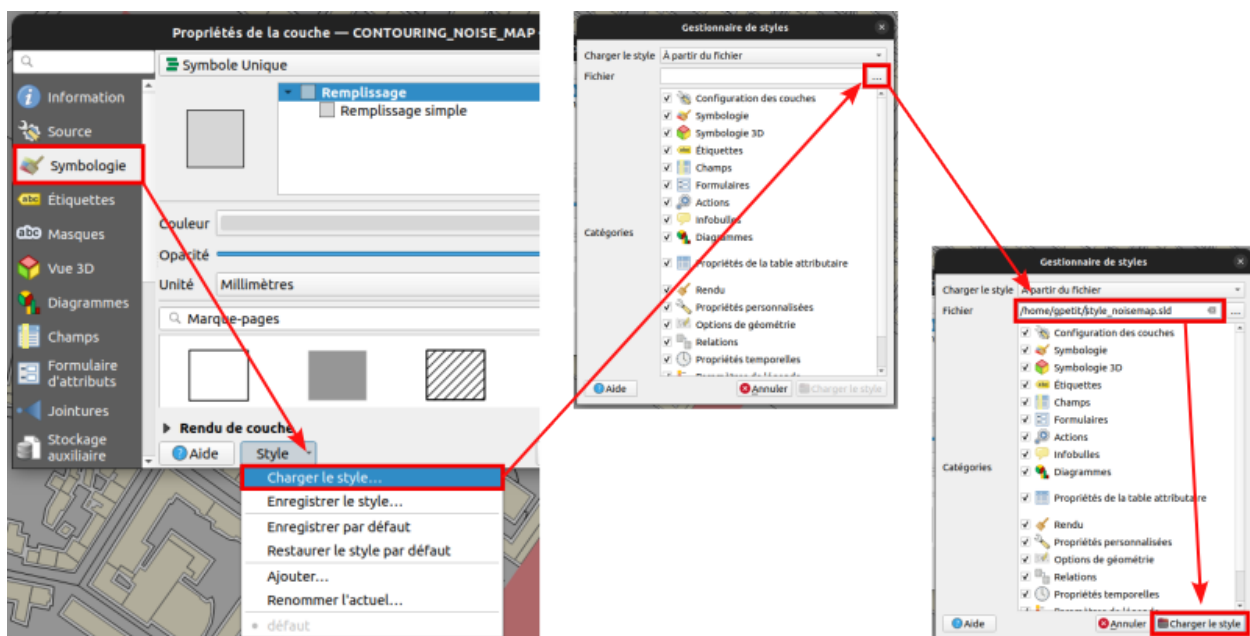 Propriétés de la couche — CONTOURING_NOISE_MAP
Symbole Unique
Information
Source
Symbologie
Étiquettes
Masques
Vue 3D
Diagrammes
Champs
Formulaire
d'attributs
Jointures
Stockage
auxiliaire
Remplissage
Remplissage simple
Couleur
Opacité
Unité Millimètres
Marque-pages
Rendu de couche
Aide Style
Charger le style...
Enregistrer le style...
Enregistrer par défaut
Restaurer le style par défaut
Ajouter...
Renommer l'actuel...
défaut
Gestionnaire de styles
Charger le style À partir du fichier
Fichier ...
Configuration des couches
Symbologie
Symbologie 3D
Étiquettes
Champs
Formulaires
Actions
Infobulles
Catégories
Diagrammes
Propriétés de la table attributaire
Rendu
Propriétés personnalisées
Options de géométrie
Relations
Propriétés temporelles
Paramètres de légende
Aide Annuler Charger le style
Gestionnaire de styles
Charger le style À partir du fichier
Fichier /home/gpetit/style_noisemap.sld ...
Configuration des couches
Symbologie
Symbologie 3D
Étiquettes
Champs
Formulaires
Actions
Infobulles
Catégories
Diagrammes
Propriétés de la table attributaire
Rendu
Propriétés personnalisées
Options de géométrie
Relations
Propriétés temporelles
Paramètres de légende
Aide Annuler Charger le style